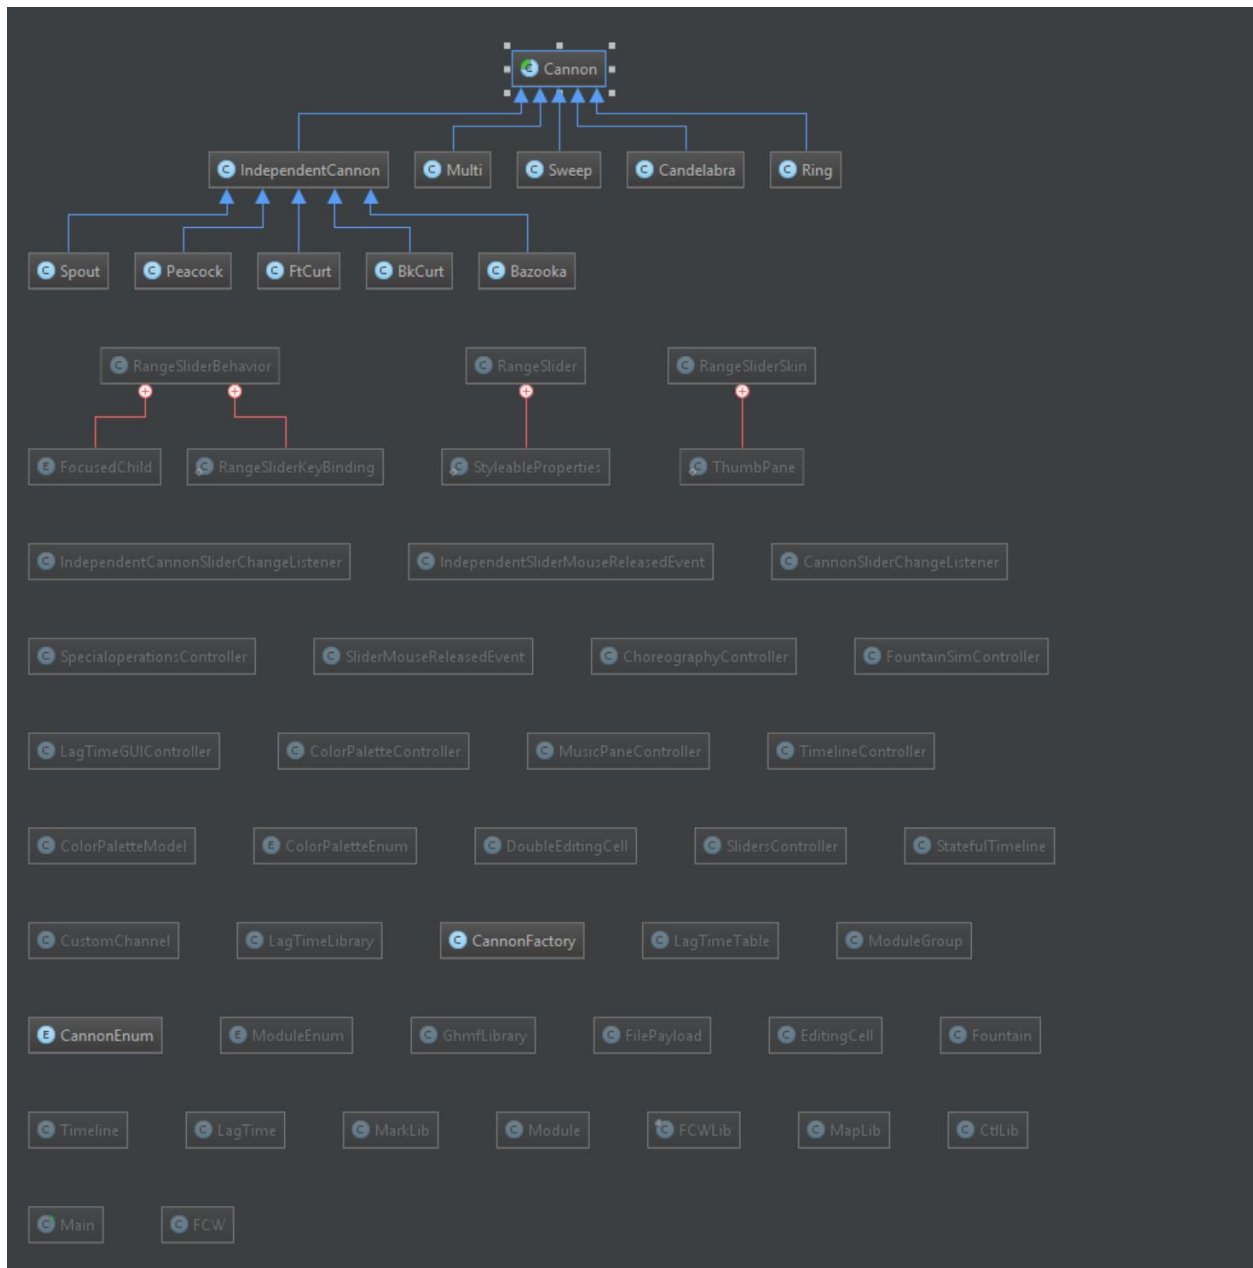 Cannon
IndependentCannon Multi Sweep Candelabra Ring
Spout Peacock FtCurt BkCurt Bazooka
RangeSliderBehavior RangeSlider RangeSliderSkin
FocusedChild RangeSliderKeyBinding StyleableProperties ThumbPane
IndependentCannonSliderChangeListener IndependentSliderMouseReleasedEvent CannonSliderChangeListener
SpecialoperationsController SliderMouseReleasedEvent ChoreographyController FountainSimController
LagTimeGUIController ColorPaletteController MusicPaneController TimelineController
ColorPaletteModel ColorPaletteEnum DoubleEditingCell SlidersController StatefulTimeline
CustomChannel LagTimeLibrary CannonFactory LagTimeTable ModuleGroup
CannonEnum ModuleEnum GhmfLibrary FilePayload EditingCell Fountain
Timeline LagTime MarkLib Module FCWLib MapLib CtlLib
Main FCW